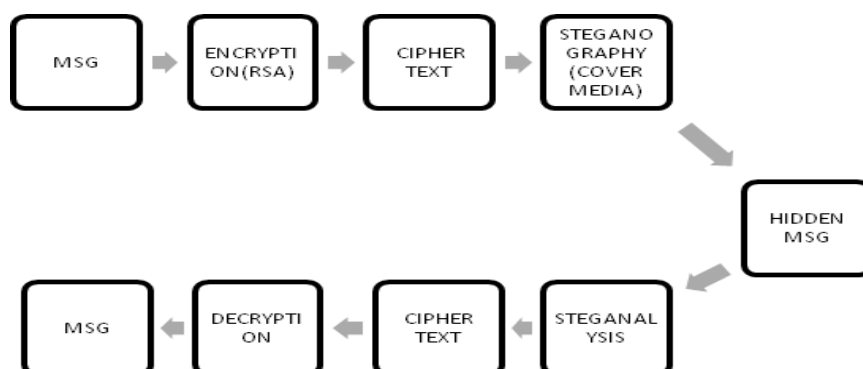 MSG
ENCRYPTI
ON(RSA)
CIPHER
TEXT
STEGANO
GRAPHY
(COVER
MEDIA)
HIDDEN
MSG
STEGANAL
YSIS
CIPHER
TEXT
DECRYPTI
ON
MSG